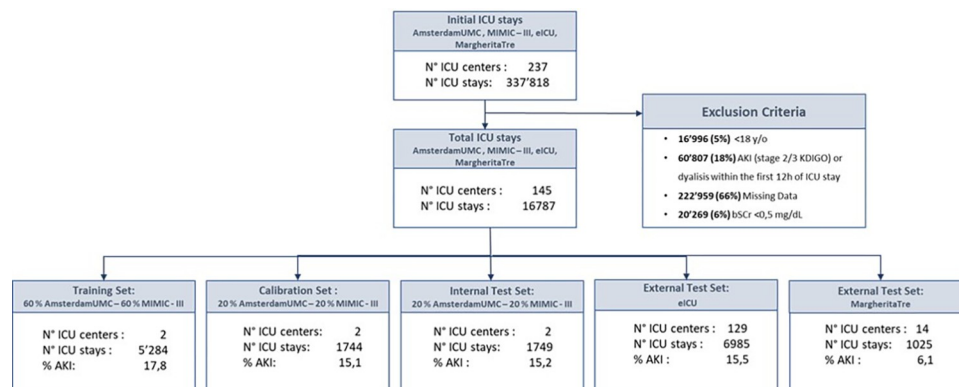 Initial ICU stays
AmsterdamUMC, MIMIC – III, eICU,
MargheritaTre
N° ICU centers : 237
N° ICU stays: 337'818
Exclusion Criteria
• 16'996 (5%) <18 y/o
• 60'807 (18%) AKI (stage 2/3 KDIGO) or
dyalisis within the first 12h of ICU stay
• 222'959 (66%) Missing Data
• 20'269 (6%) bSCr <0,5 mg/dL
Total ICU stays
AmsterdamUMC, MIMIC – III, eICU,
MargheritaTre
N° ICU centers : 145
N° ICU stays : 16787
Training Set:
60 % AmsterdamUMC – 60 % MIMIC - III
N° ICU centers : 2
N° ICU stays : 5'284
% AKI: 17,8
Calibration Set :
20 % AmsterdamUMC – 20 % MIMIC - III
N° ICU centers: 2
N° ICU stays: 1744
% AKI: 15,1
Internal Test Set:
20 % AmsterdamUMC – 20 % MIMIC - III
N° ICU centers : 2
N° ICU stays: 1749
% AKI: 15,2
External Test Set:
eICU
N° ICU centers : 129
N° ICU stays : 6985
% AKI: 15,5
External Test Set:
MargheritaTre
N° ICU centers : 14
N° ICU stays: 1025
% AKI: 6,1